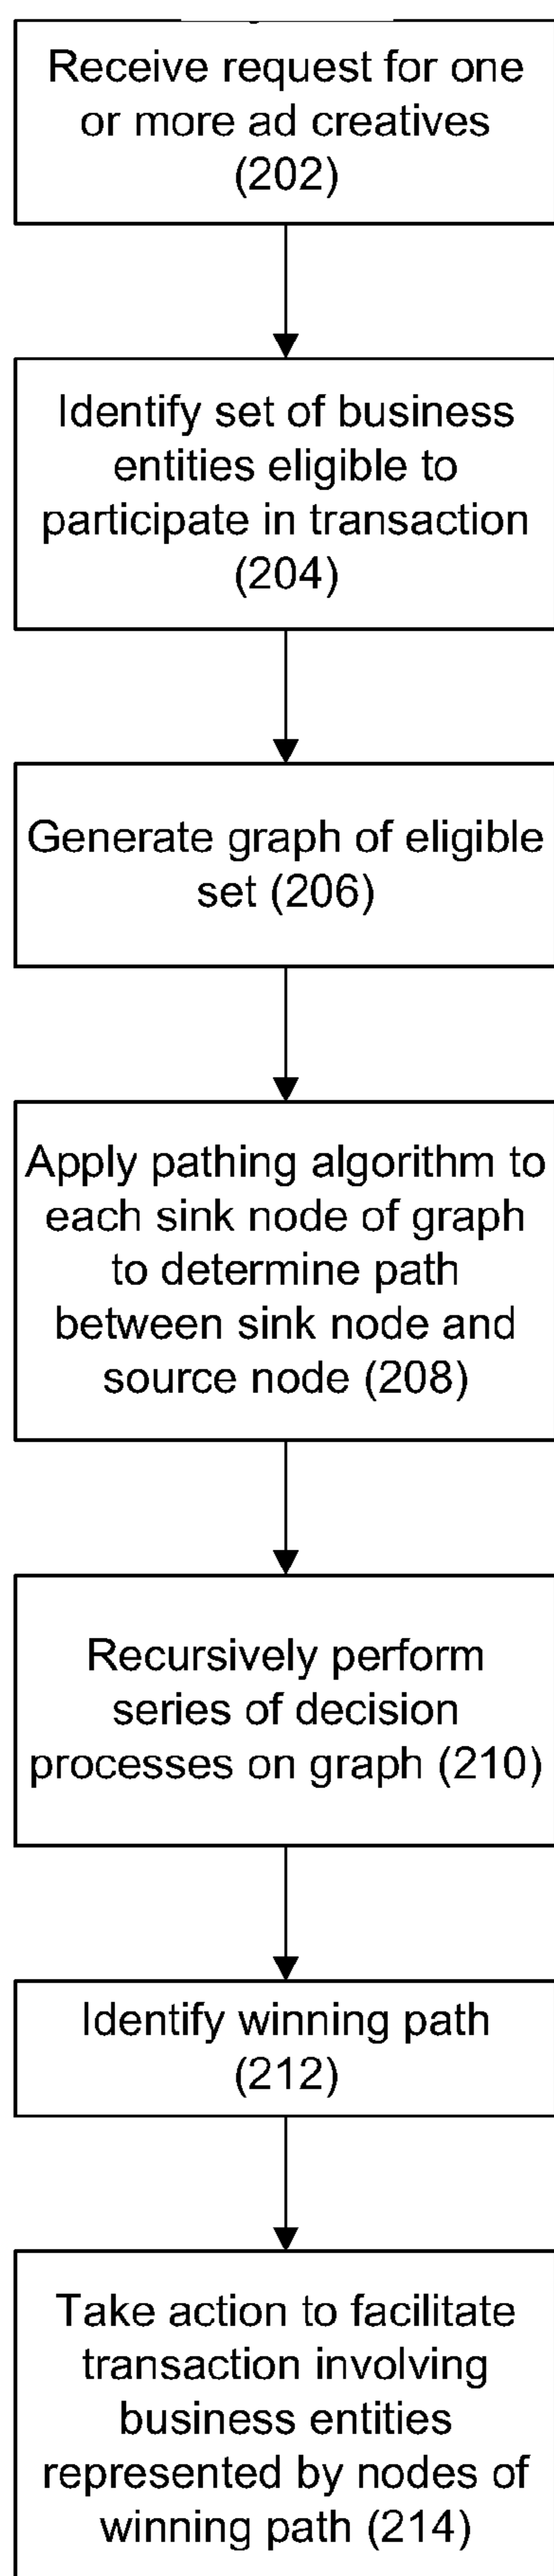 Receive request for one
or more ad creatives
(202)
Identify set of business
entities eligible to
participate in transaction
(204)
Generate graph of eligible
set (206)
Apply pathing algorithm to
each sink node of graph
to determine path
between sink node and
source node (208)
Recursively perform
series of decision
processes on graph (210)
Identify winning path
(212)
Take action to facilitate
transaction involving
business entities
represented by nodes of
winning path (214)